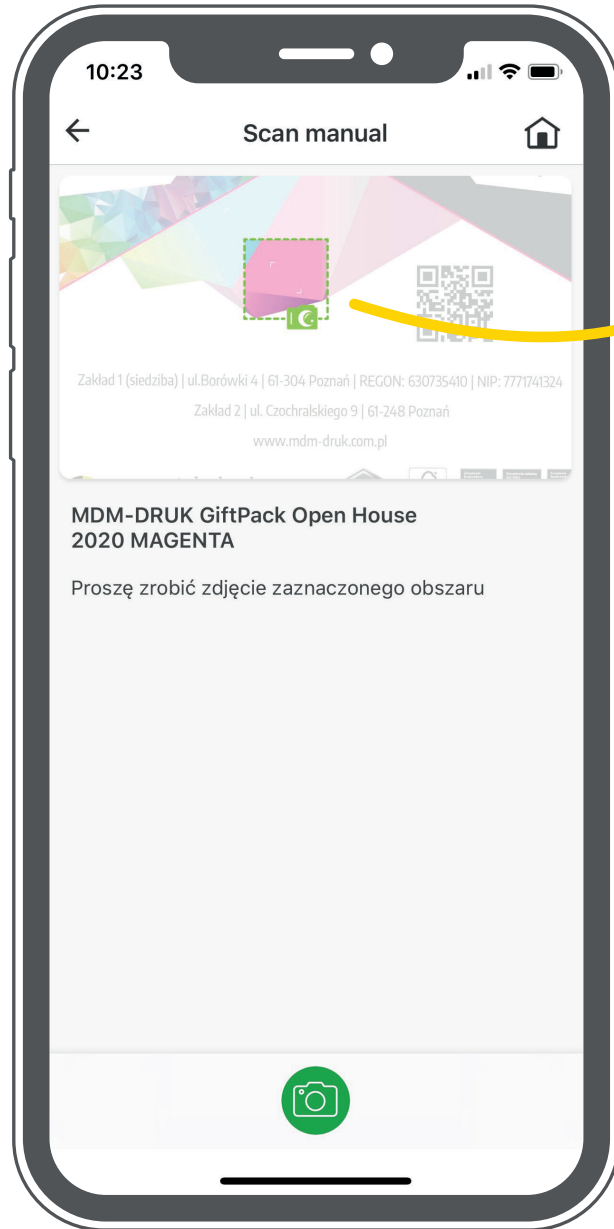 10:23
Scan manual
Zakład 1 (siedziba) | ul.Borówki 4 | 61-304 Poznań | REGON: 630735410 | NIP: 7771741324
Zakład 2 | ul. Czochralskiego 9 | 61-248 Poznań
www.mdm-druk.com.pl
MDM-DRUK GiftPack Open House
2020 MAGENTA
Proszę zrobić zdjęcie zaznaczonego obszaru